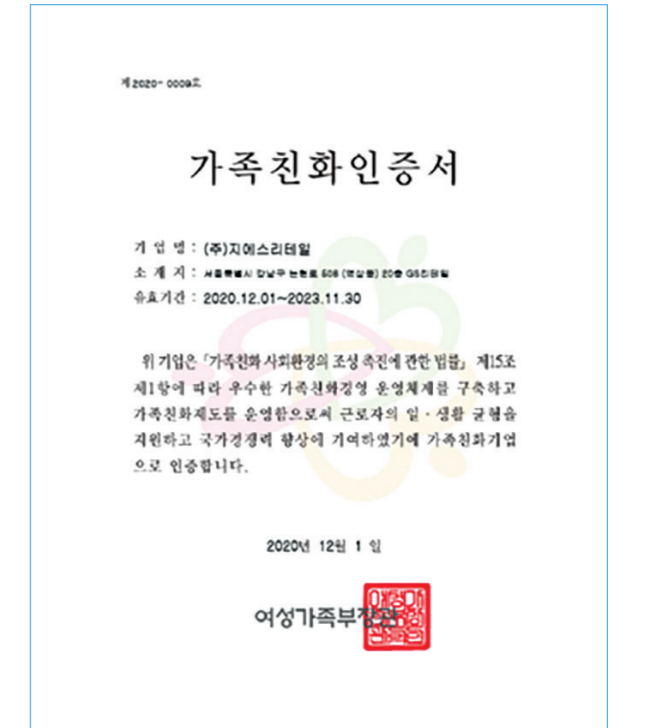 제2020-0009호
가족친화인증서
기 업 명 : (주)지에스리테일
소 재 지 : 서울특별시 강남구 논현로 508 (역삼동) 20층 GS리테일
유효기간 : 2020.12.01~2023.11.30
위 기업은 「가족친화 사회환경의 조성 촉진에 관한 법률」 제15조
제1항에 따라 우수한 가족친화경영 운영체제를 구축하고
가족친화제도를 운영함으로써 근로자의 일·생활 균형을
지원하고 국가경쟁력 향상에 기여하였기에 가족친화기업
으로 인증합니다.
2020년 12월 1 일
여성가족부장관